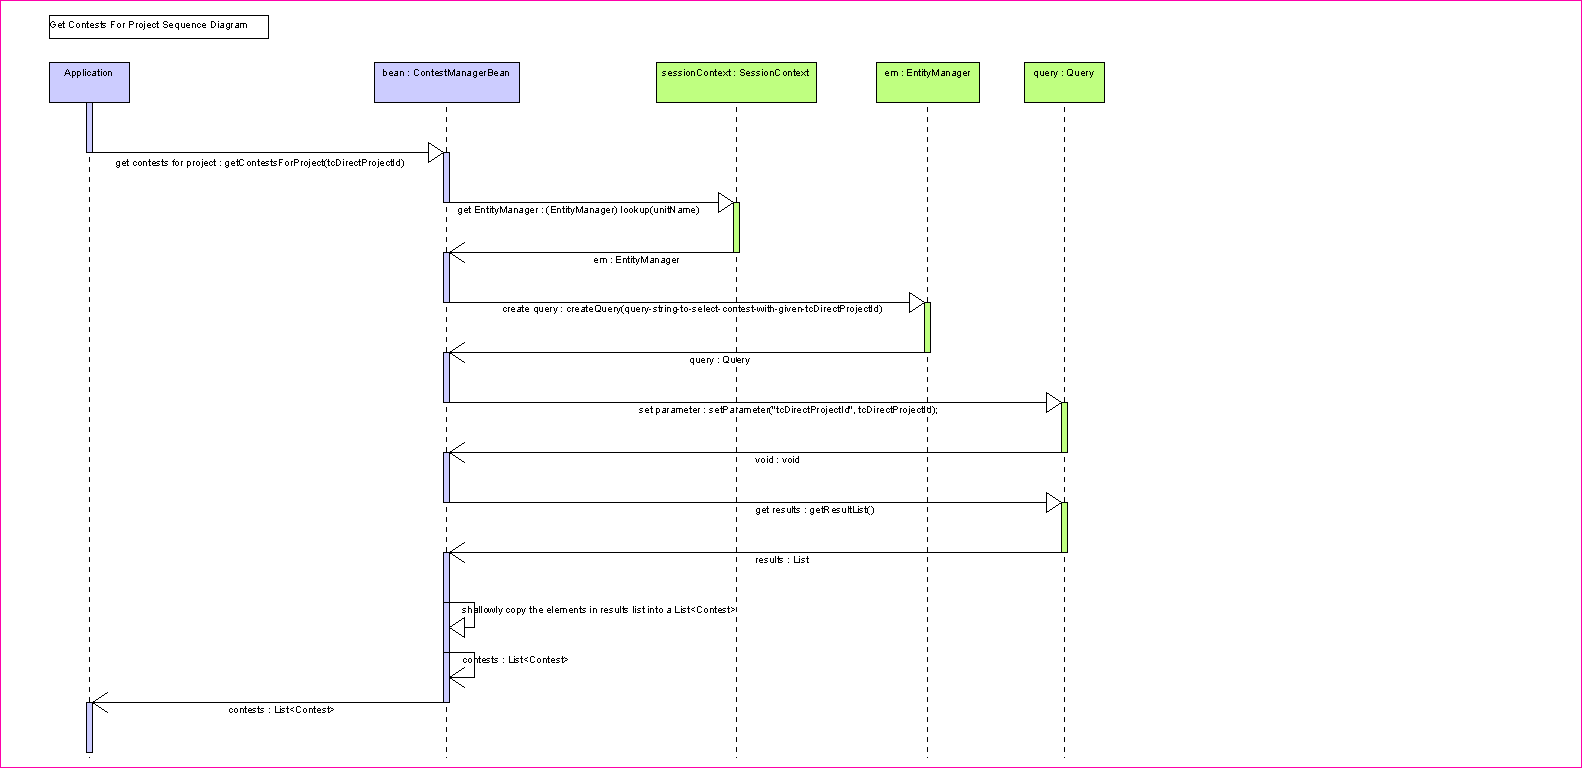 Get Contests For Project Sequence Diagram
Application
bean : ContestManagerBean
sessionContext : SessionContext
em : EntityManager
query : Query
get contests for project : getContestsForProject(tcDirectProjectId)
get EntityManager : (EntityManager) lookup(unitName)
em : EntityManager
create query : createQuery(query-string-to-select-contest-with-given-tcDirectProjectId)
query : Query
set parameter : setParameter("tcDirectProjectId", tcDirectProjectId);
void : void
get results : getResultList()
results : List
shallowly copy the elements in results list into a List<Contest>
contests : List<Contest>
contests : List<Contest>